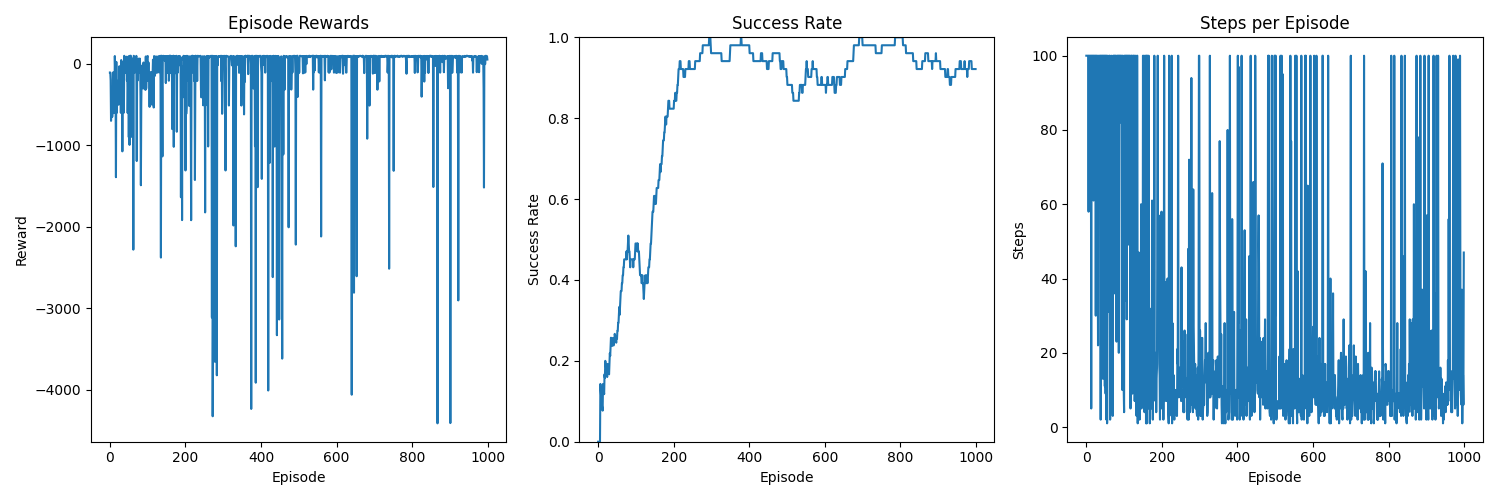 Episode Rewards
Reward
0
−1000
−2000
−3000
−4000
0 200 400 600 800 1000
Episode
Success Rate
Success Rate
1.0
0.8
0.6
0.4
0.2
0.0
0 200 400 600 800 1000
Episode
Steps per Episode
Steps
100
80
60
40
20
0
0 200 400 600 800 1000
Episode